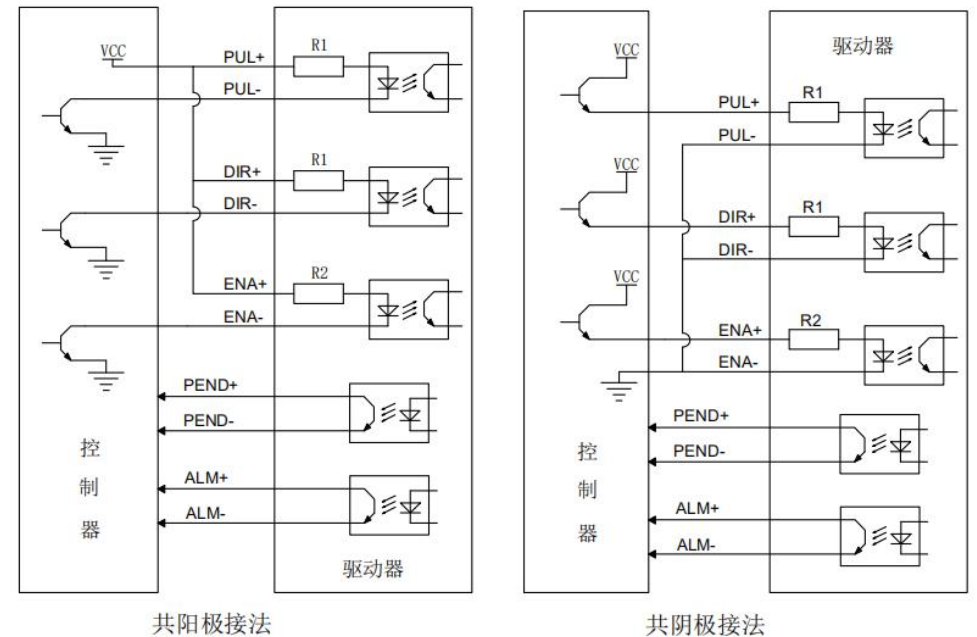 VCC
PUL+
R1
PUL-
DIR+
R1
DIR-
ENA+
R2
ENA-
PEND+
PEND-
ALM+
ALM-
控
制
器
驱动器
共阳极接法
驱动器
VCC
PUL+
R1
PUL-
VCC
DIR+
R1
DIR-
VCC
ENA+
R2
ENA-
PEND+
PEND-
ALM+
ALM-
控
制
器
共阴极接法